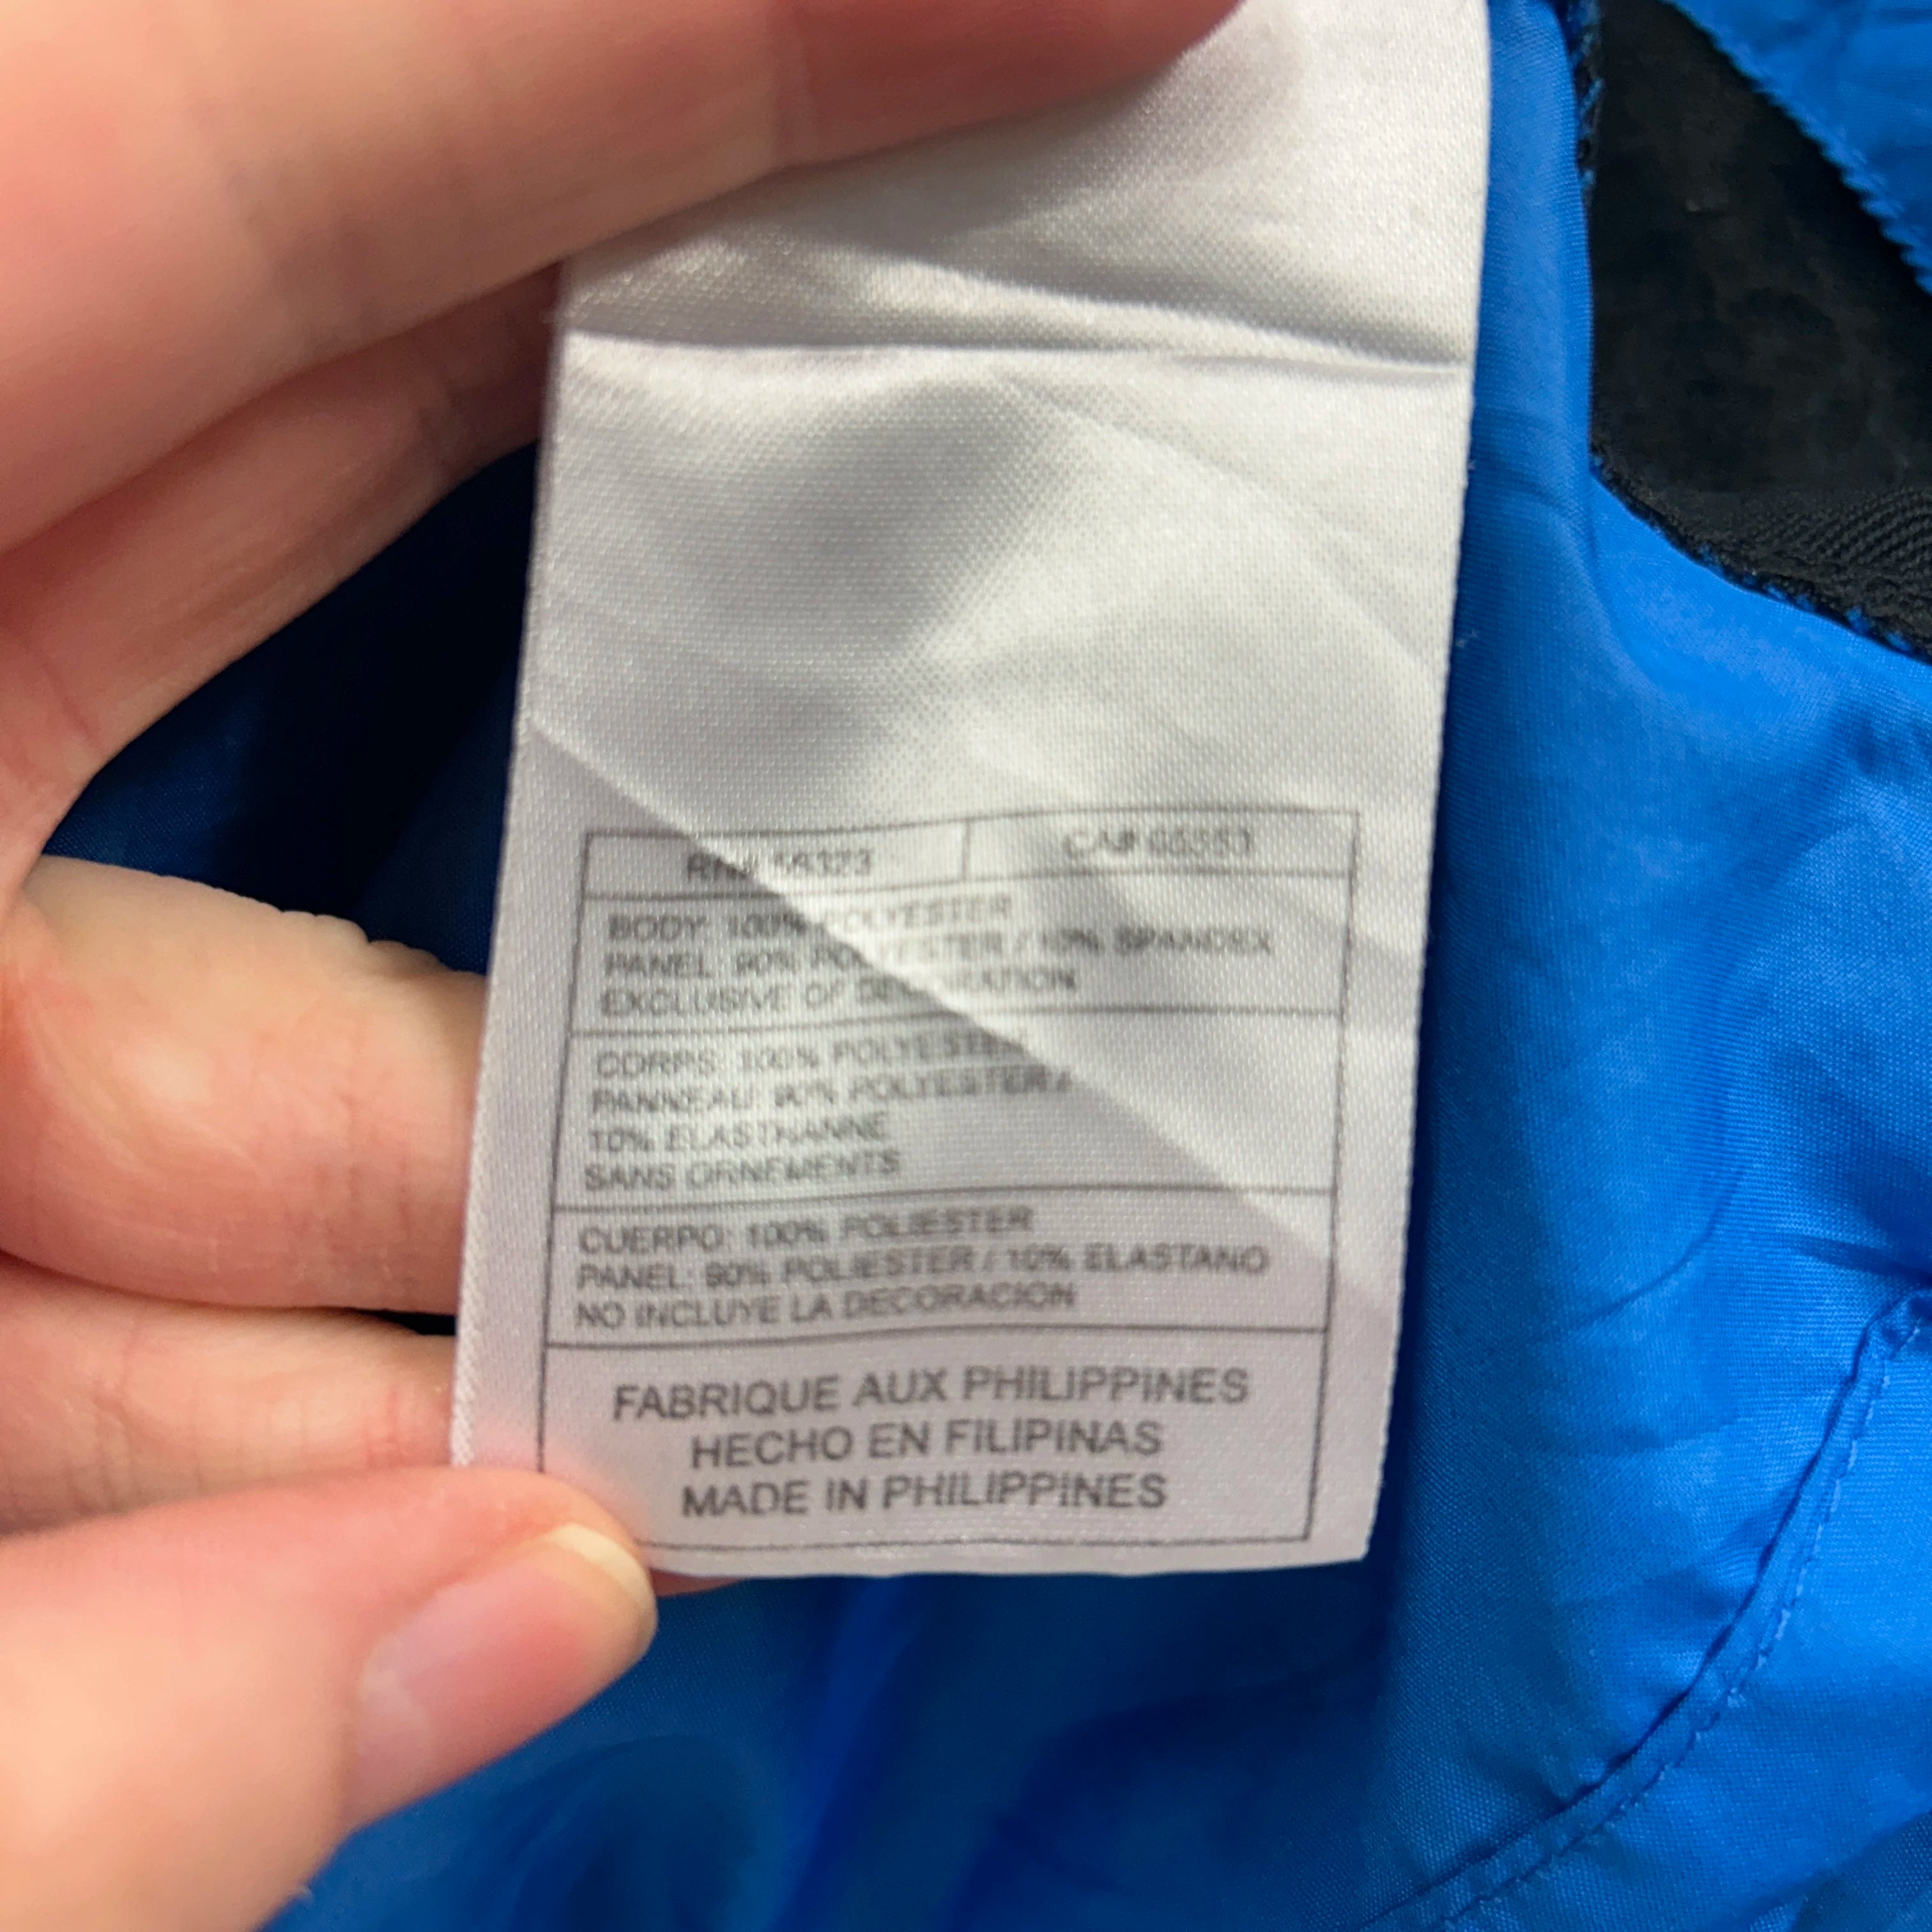 RN# 56323 CA# 05553
BODY: 100% POLYESTER
PANEL: 90% POLYESTER / 10% SPANDEX
EXCLUSIVE OF DECORATION
CORPS: 100% POLYESTER
PANNEAU: 90% POLYESTER /
10% ELASTHANNE
SANS ORNEMENTS
CUERPO: 100% POLIESTER
PANEL: 90% POLIESTER / 10% ELASTANO
NO INCLUYE LA DECORACION
FABRIQUE AUX PHILIPPINES
HECHO EN FILIPINAS
MADE IN PHILIPPINES